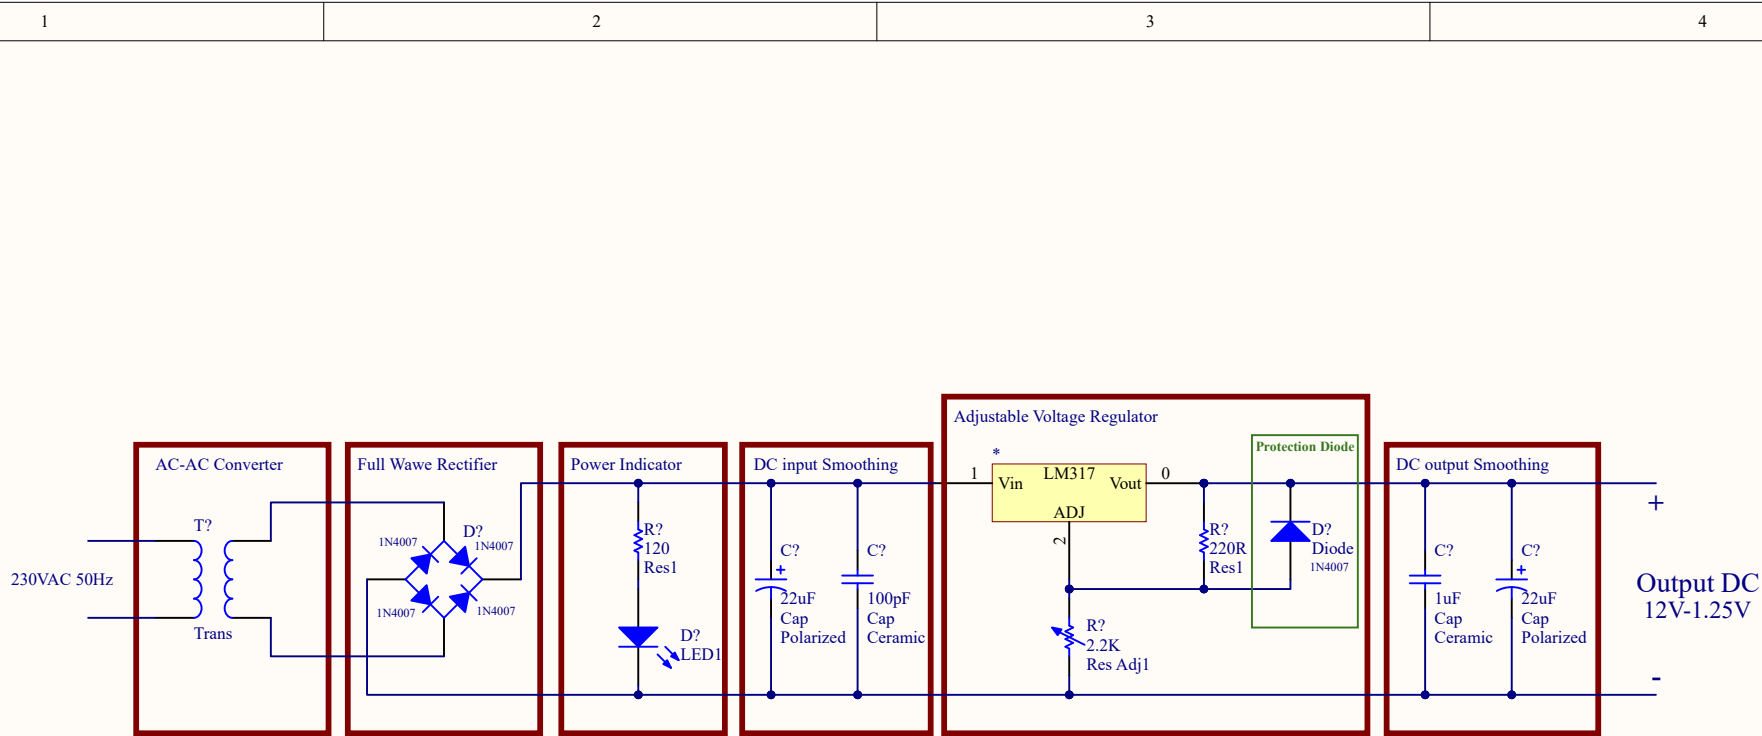 1
2
3
4
Adjustable Voltage Regulator
AC-AC Converter
Full Wawe Rectifier
Power Indicator
DC input Smoothing
*
Protection Diode
DC output Smoothing
230VAC 50Hz
T?
Trans
D?
1N4007
1N4007
1N4007
1N4007
R?
120
Res1
D?
LED1
C?
+
22uF
Cap
Polarized
C?
100pF
Cap
Ceramic
1
Vin
LM317
Vout
0
ADJ
2
R?
2.2K
Res Adj1
R?
220R
Res1
D?
Diode
1N4007
C?
1uF
Cap
Ceramic
C?
+
22uF
Cap
Polarized
+
Output DC
12V-1.25V
-